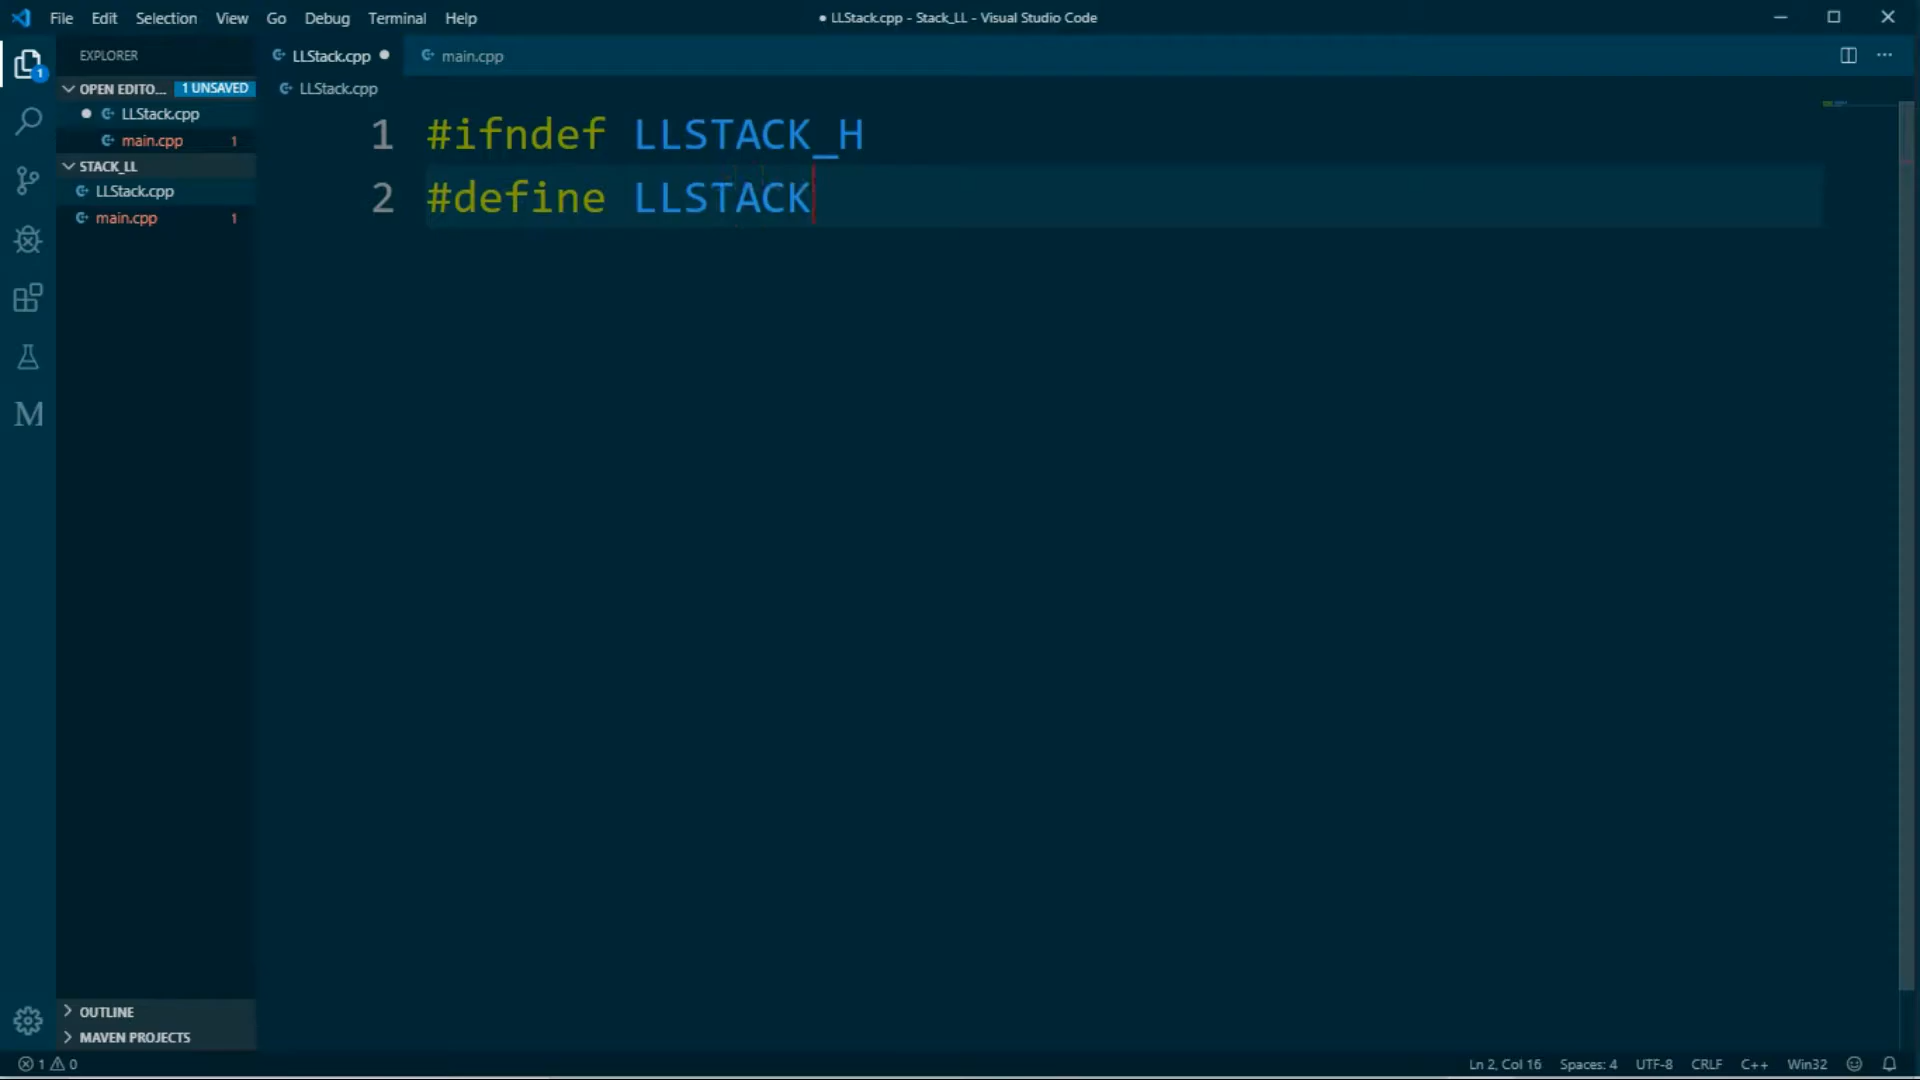 File Edit Selection View Go Debug Terminal Help
● LLStack.cpp - Stack_LL - Visual Studio Code
EXPLORER
OPEN EDITO... 1 UNSAVED
LLStack.cpp
main.cpp 1
STACK_LL
LLStack.cpp
main.cpp 1
OUTLINE
MAVEN PROJECTS
1
M
LLStack.cpp ● main.cpp
LLStack.cpp
1 #ifndef LLSTACK_H
2 #define LLSTACK
1 0
Ln 2, Col 16 Spaces: 4 UTF-8 CRLF C++ Win32